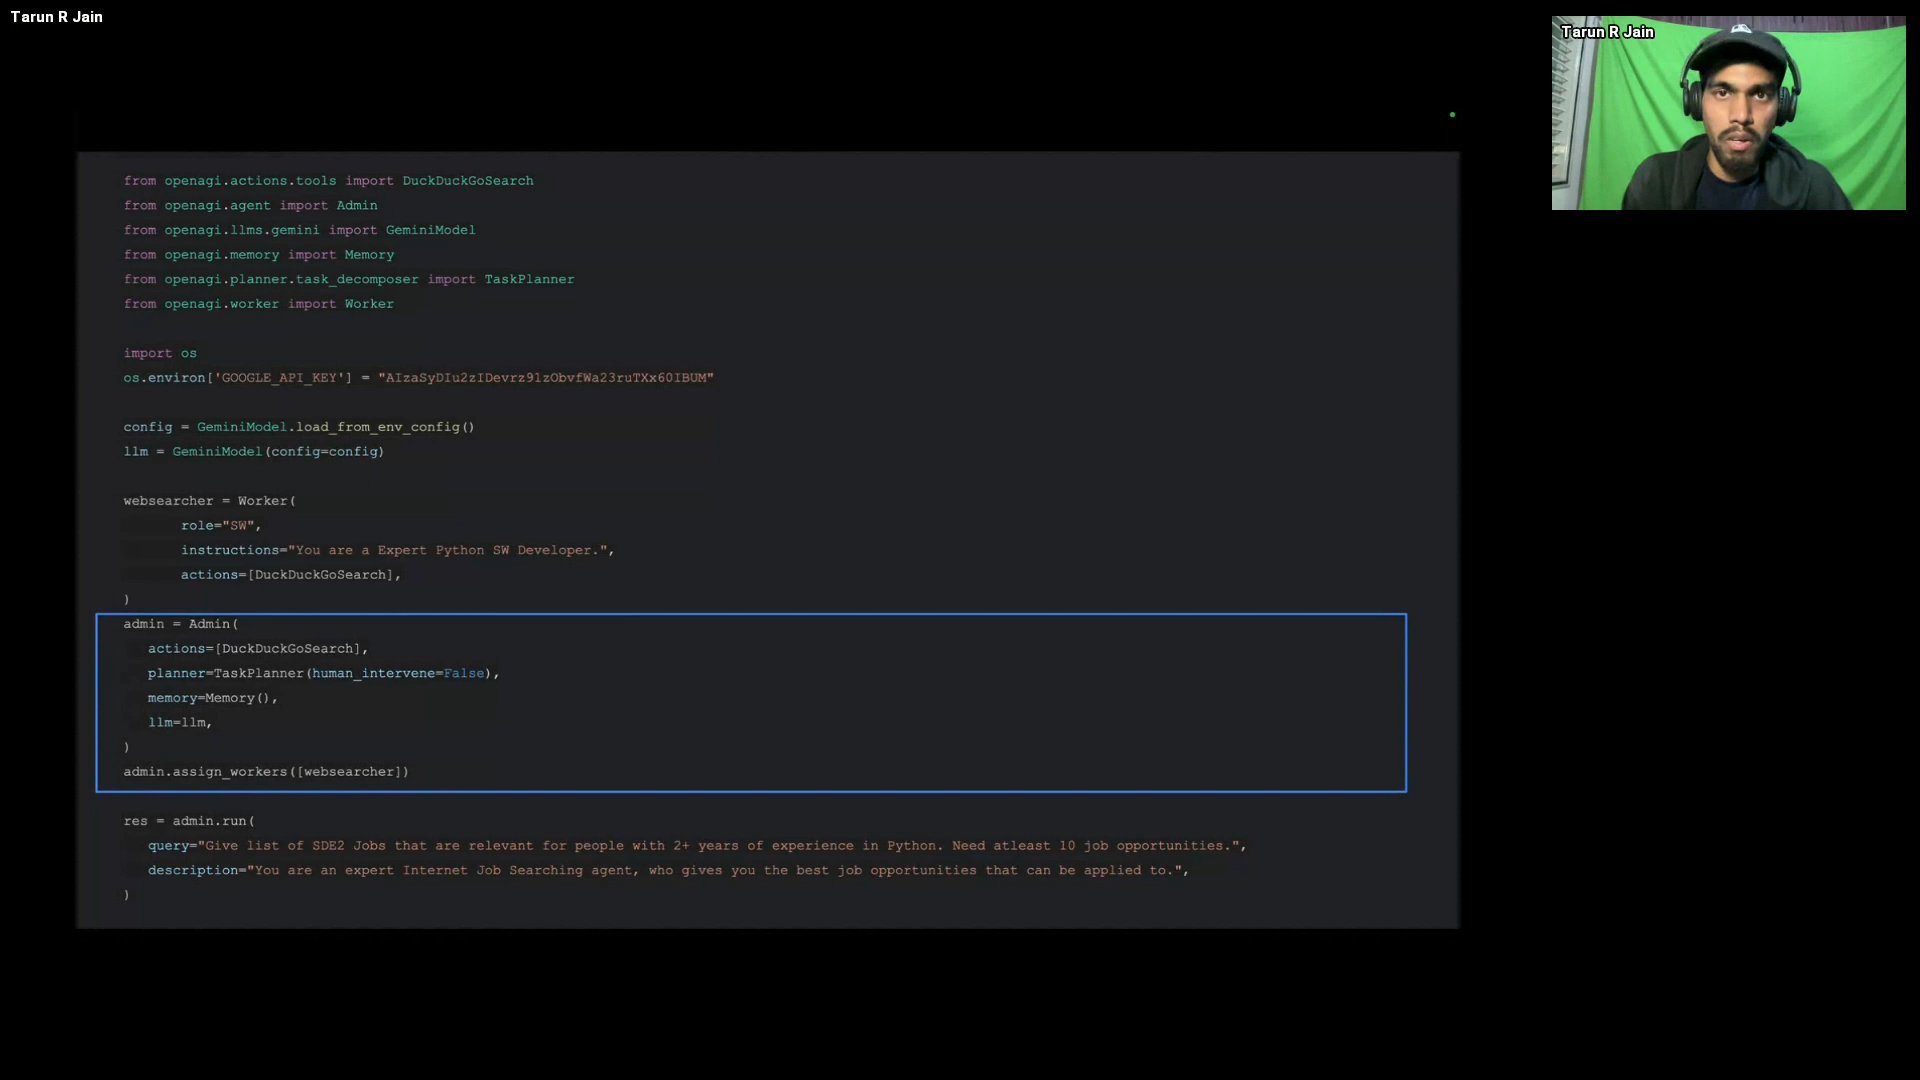 Tarun R Jain
Tarun R Jain
from openagi.actions.tools import DuckDuckGoSearch
from openagi.agent import Admin
from openagi.llms.gemini import GeminiModel
from openagi.memory import Memory
from openagi.planner.task_decomposer import TaskPlanner
from openagi.worker import Worker
import os
os.environ['GOOGLE_API_KEY'] = "AIzaSyDIu2zIDevrz91zObvfWa23ruTXx60IBUM"
config = GeminiModel.load_from_env_config()
llm = GeminiModel(config=config)
websearcher = Worker(
role="SW",
instructions="You are a Expert Python SW Developer.",
actions=[DuckDuckGoSearch],
)
admin = Admin(
actions=[DuckDuckGoSearch],
planner=TaskPlanner(human_intervene=False),
memory=Memory(),
llm=llm,
)
admin.assign_workers([websearcher])
res = admin.run(
query="Give list of SDE2 Jobs that are relevant for people with 2+ years of experience in Python. Need atleast 10 job opportunities.",
description="You are an expert Internet Job Searching agent, who gives you the best job opportunities that can be applied to.",
)